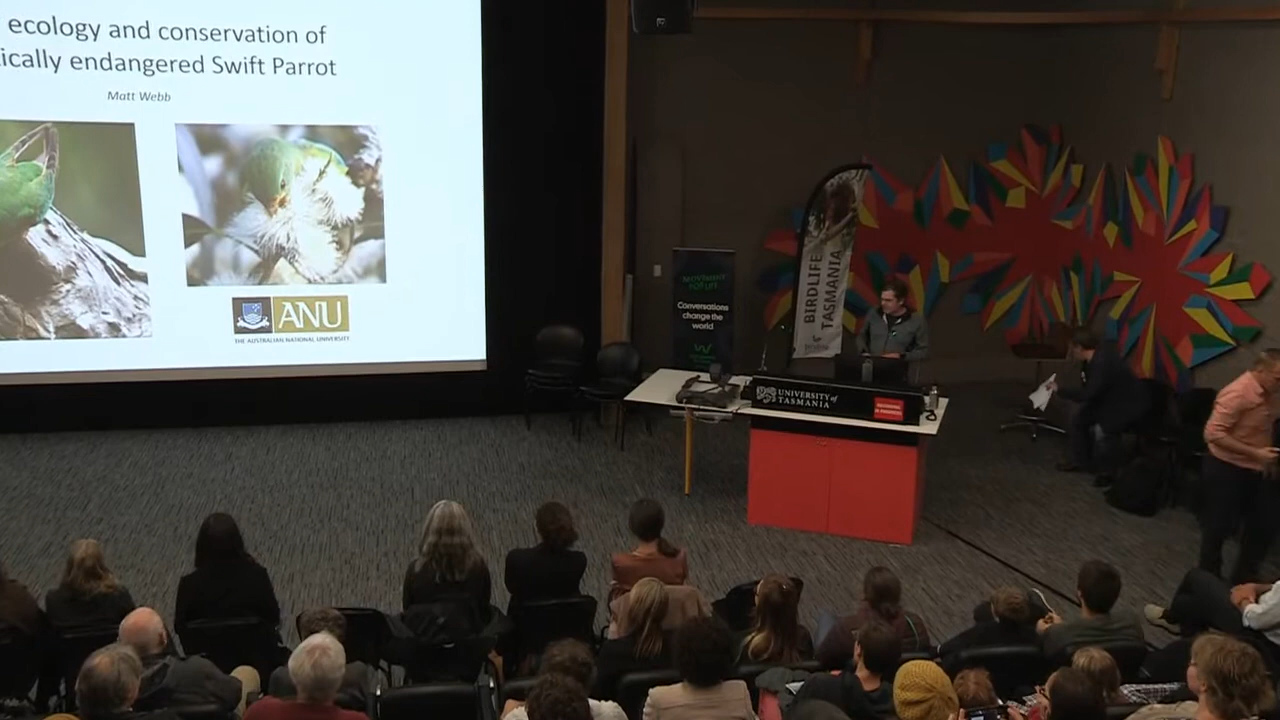 ecology and conservation of
ically endangered Swift Parrot
Matt Webb
ANU
THE AUSTRALIAN NATIONAL UNIVERSITY
BIRDLIFE
TASMANIA
Conversations
change the
world
UNIVERSITY of
TASMANIA